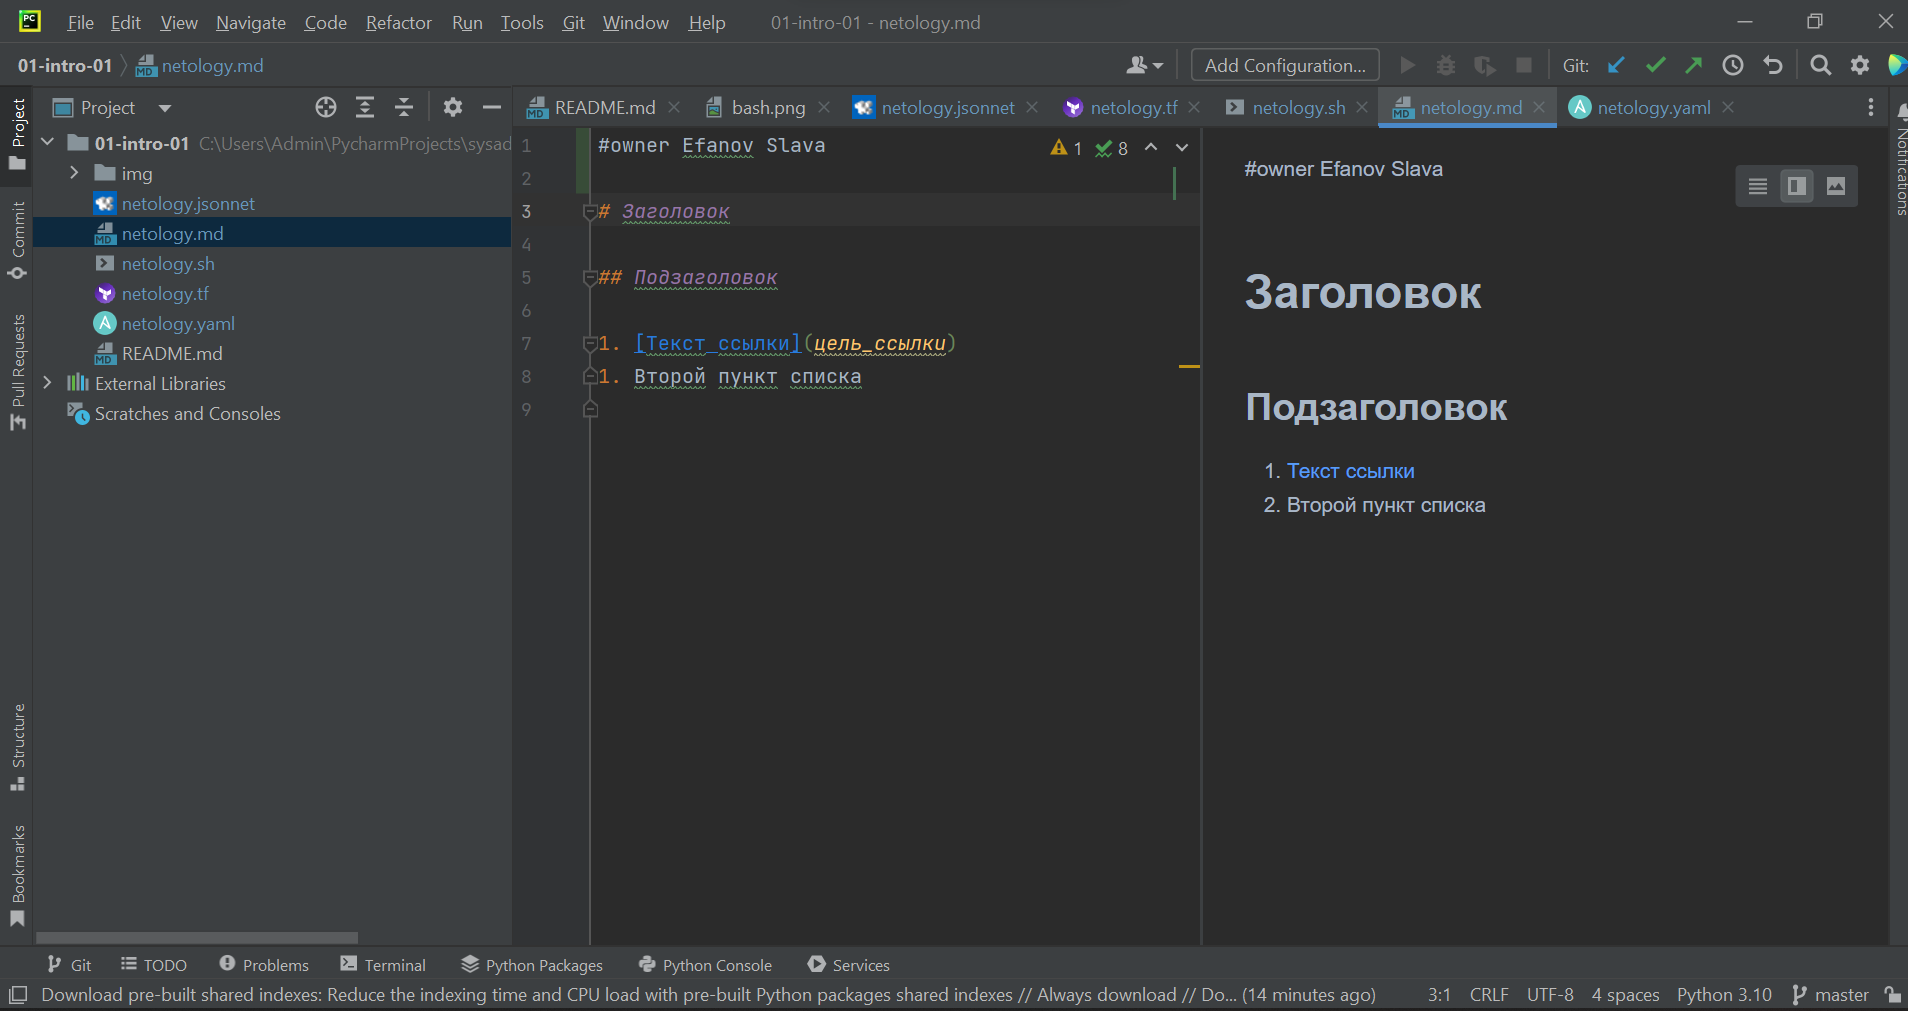 PC File Edit View Navigate Code Refactor Run Tools Git Window Help 01-intro-01 - netology.md
01-intro-01 netology.md Add Configuration... Git:
Project
README.md bash.png netology.jsonnet netology.tf netology.sh netology.md netology.yaml
01-intro-01 C:\Users\Admin\PycharmProjects\sysad
img
netology.jsonnet
netology.md
netology.sh
netology.tf
netology.yaml
README.md
External Libraries
Scratches and Consoles
Project
Commit
Pull Requests
Structure
Bookmarks
1 #owner Efanov Slava
2
3 # Заголовок
4
5 ## Подзаголовок
6
7 1. [Текст_ссылки](цель_ссылки)
8 1. Второй пункт списка
9
1 8
#owner Efanov Slava
Заголовок
Подзаголовок
1. Текст ссылки
2. Второй пункт списка
Notifications
Git TODO Problems Terminal Python Packages Python Console Services
Download pre-built shared indexes: Reduce the indexing time and CPU load with pre-built Python packages shared indexes // Always download // Do... (14 minutes ago) 3:1 CRLF UTF-8 4 spaces Python 3.10 master